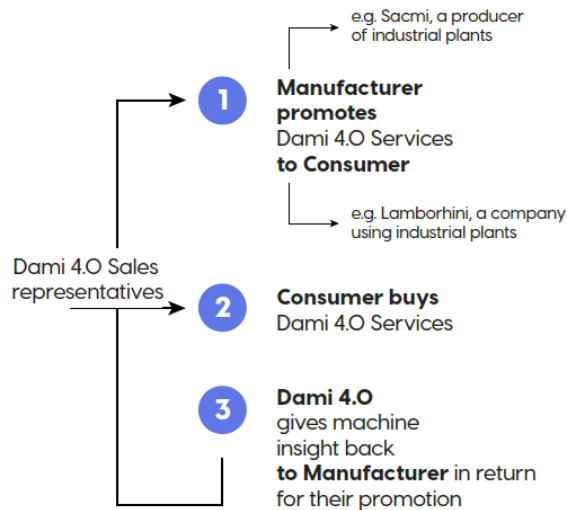 e.g. Sacmi, a producer
of industrial plants
1
Manufacturer
promotes
Dami 4.0 Services
to Consumer
e.g. Lamborhini, a company
using industrial plants
Dami 4.0 Sales
representatives
2
Consumer buys
Dami 4.0 Services
3
Dami 4.0
gives machine
insight back
to Manufacturer in return
for their promotion